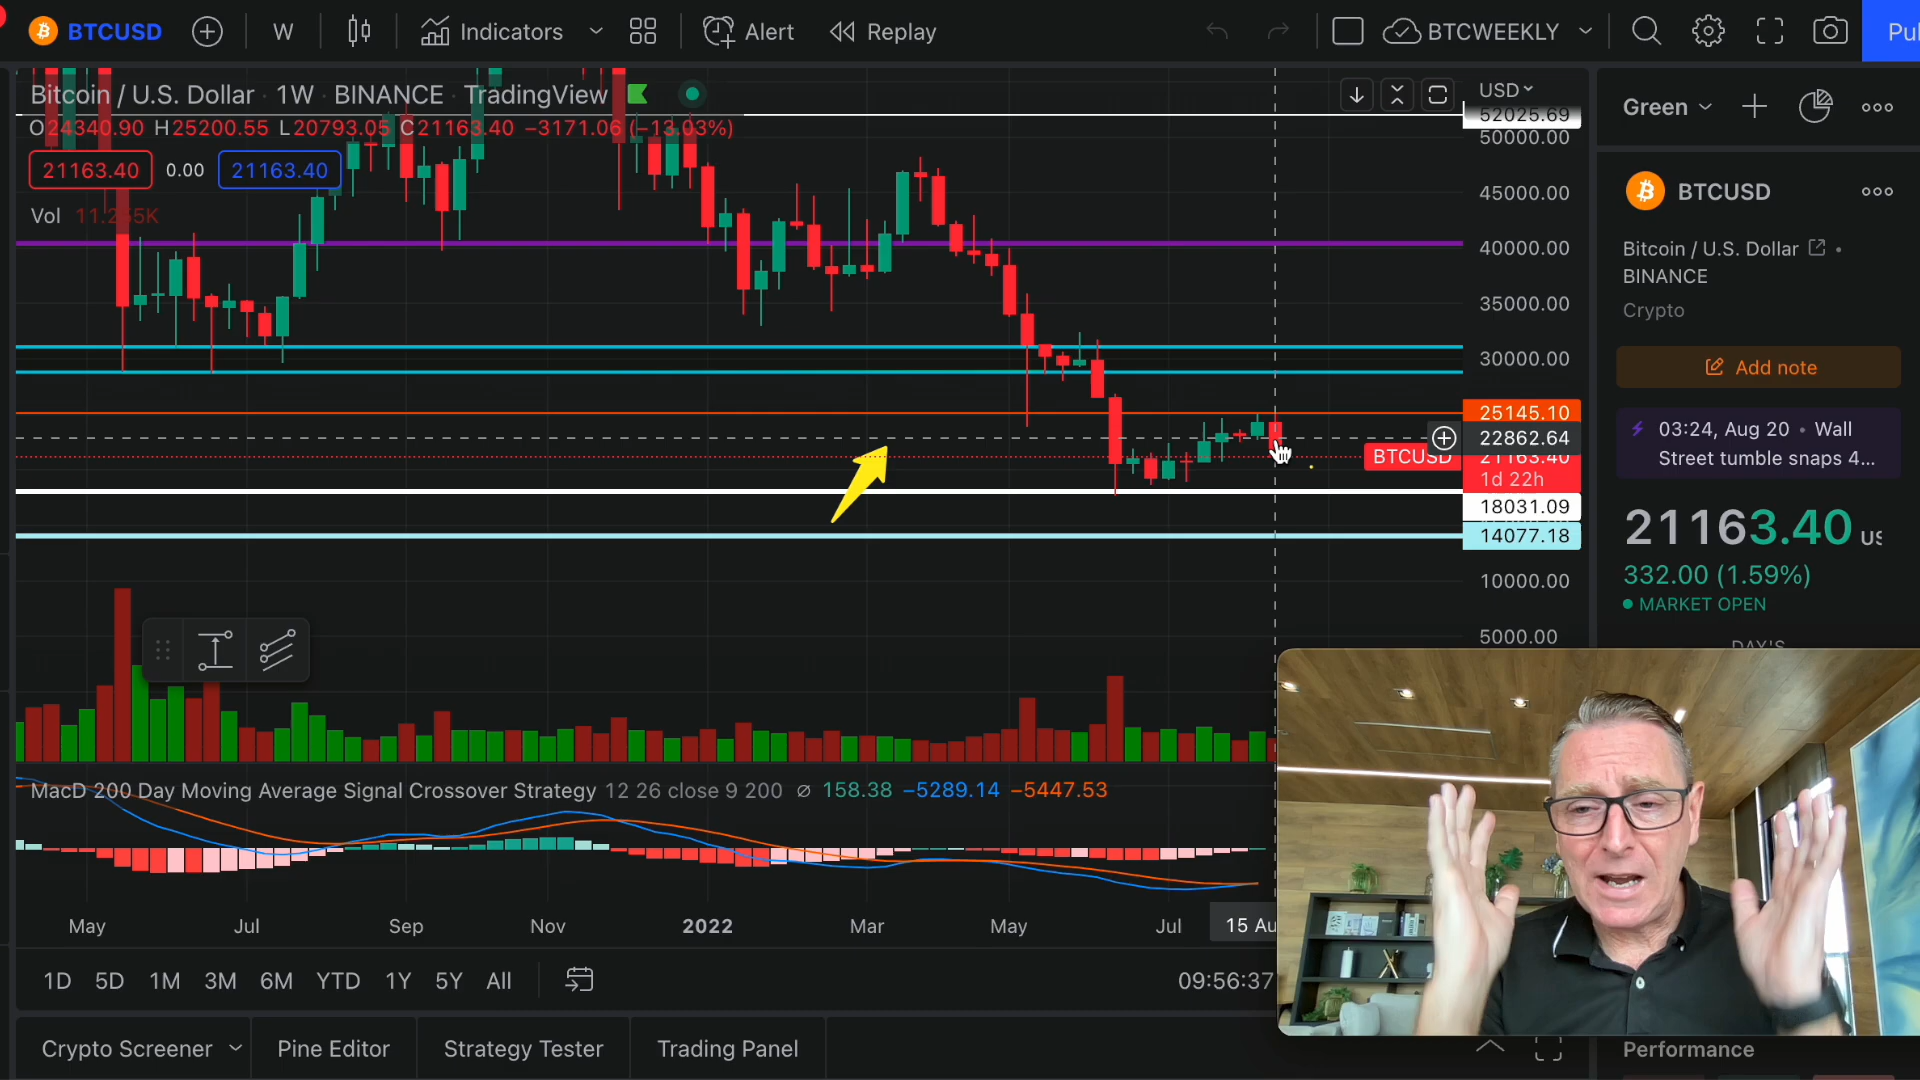 BTCUSD W Indicators Alert Replay BTCWEEKLY Pu
Bitcoin / U.S. Dollar · 1W · BINANCE · TradingView
O24340.90 H25200.55 L20793.05 C21163.40 −3171.06 (−13.03%)
21163.40 0.00 21163.40
Vol 11.255K
USD
52025.69
50000.00
45000.00
40000.00
35000.00
30000.00
25145.10
22862.64
BTCUSD 21163.40
1d 22h
18031.09
14077.18
10000.00
5000.00
MacD 200 Day Moving Average Signal Crossover Strategy 12 26 close 9 200 ∅ 158.38 −5289.14 −5447.53
May Jul Sep Nov 2022 Mar May Jul 15 Au
1D 5D 1M 3M 6M YTD 1Y 5Y All 09:56:37
Crypto Screener Pine Editor Strategy Tester Trading Panel
Green
BTCUSD
Bitcoin / U.S. Dollar •
BINANCE
Crypto
Add note
03:24, Aug 20 • Wall
Street tumble snaps 4...
21163.40 US
332.00 (1.59%)
MARKET OPEN
DAY'S
Performance